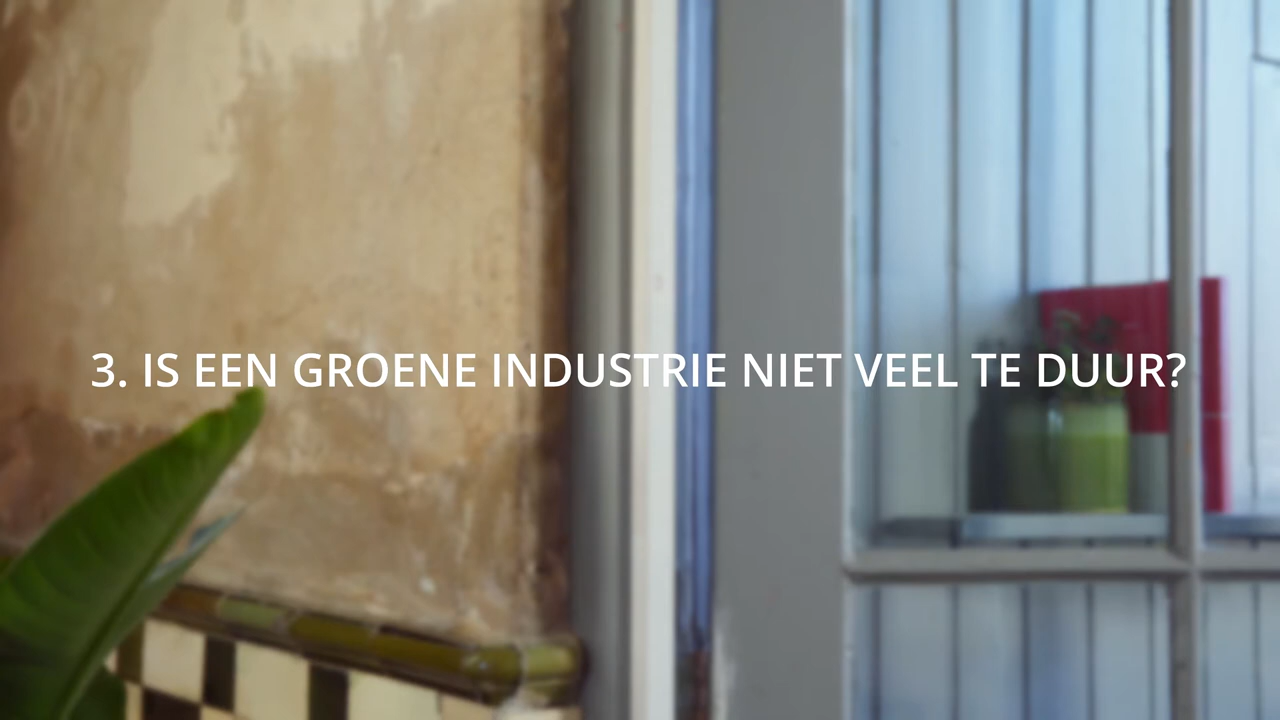 3. IS EEN GROENE INDUSTRIE NIET VEEL TE DUUR?